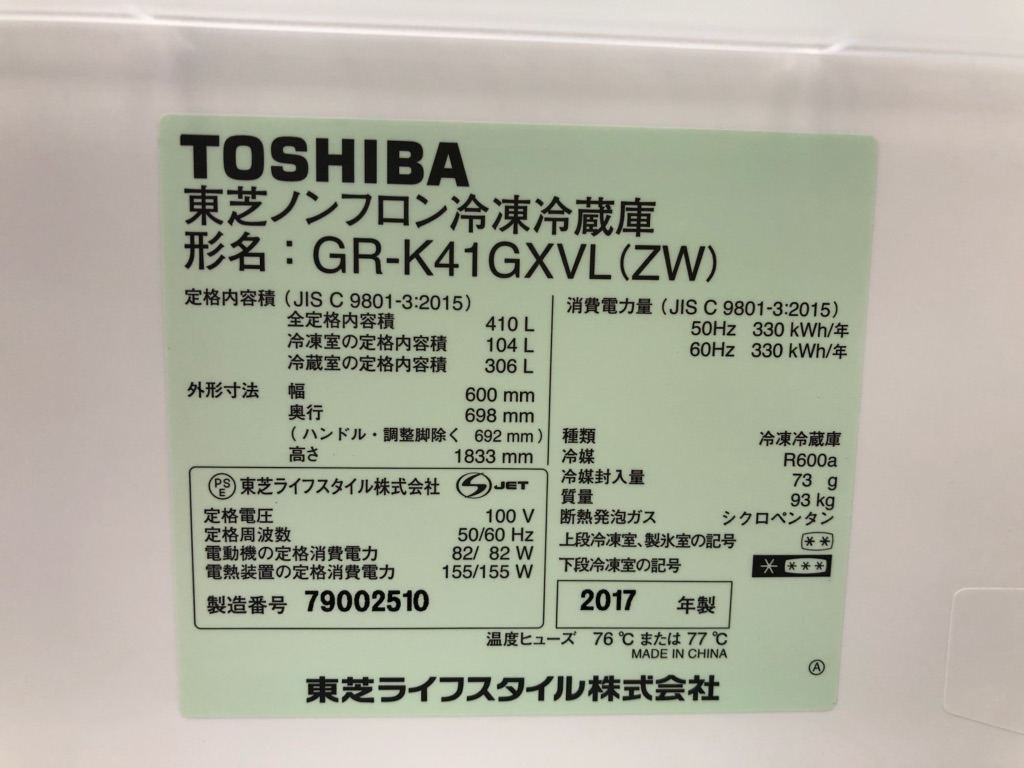 TOSHIBA
東芝ノンフロン冷凍冷蔵庫
形名：GR-K41GXVL(ZW)
定格内容積 (JIS C 9801-3:2015)
全定格内容積 410 L
冷凍室の定格内容積 104 L
冷蔵室の定格内容積 306 L
外形寸法 幅 600 mm
奥行 698 mm
(ハンドル・調整脚除く 692 mm)
高さ 1833 mm
PSE 東芝ライフスタイル株式会社 S JET
定格電圧 100 V
定格周波数 50/60 Hz
電動機の定格消費電力 82/ 82 W
電熱装置の定格消費電力 155/155 W
製造番号 79002510
消費電力量 (JIS C 9801-3:2015)
50Hz 330 kWh/年
60Hz 330 kWh/年
種類 冷凍冷蔵庫
冷媒 R600a
冷媒封入量 73 g
質量 93 kg
断熱発泡ガス シクロペンタン
上段冷凍室、製氷室の記号 **
下段冷凍室の記号 * ***
2017 年製
温度ヒューズ 76 ℃ または 77 ℃
MADE IN CHINA
A
東芝ライフスタイル株式会社